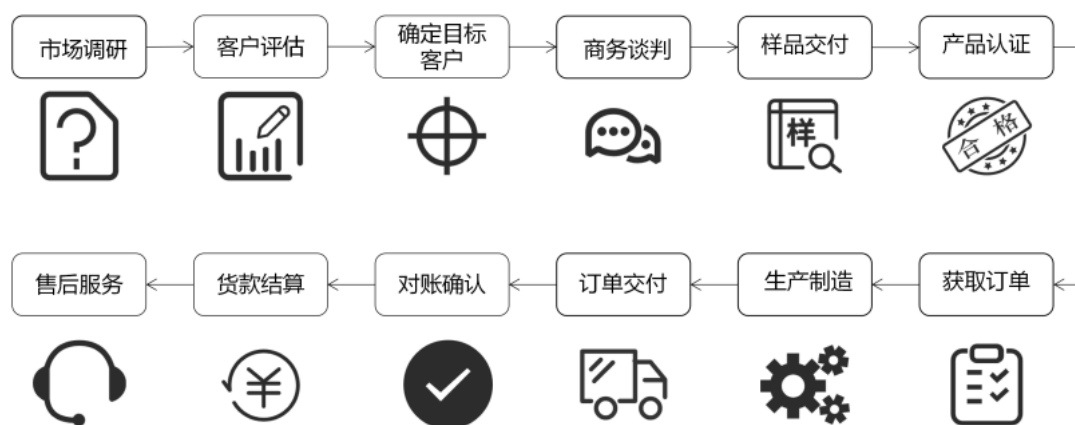 市场调研
客户评估
确定目标
客户
商务谈判
样品交付
产品认证
样
合格
获取订单
生产制造
订单交付
对账确认
货款结算
售后服务